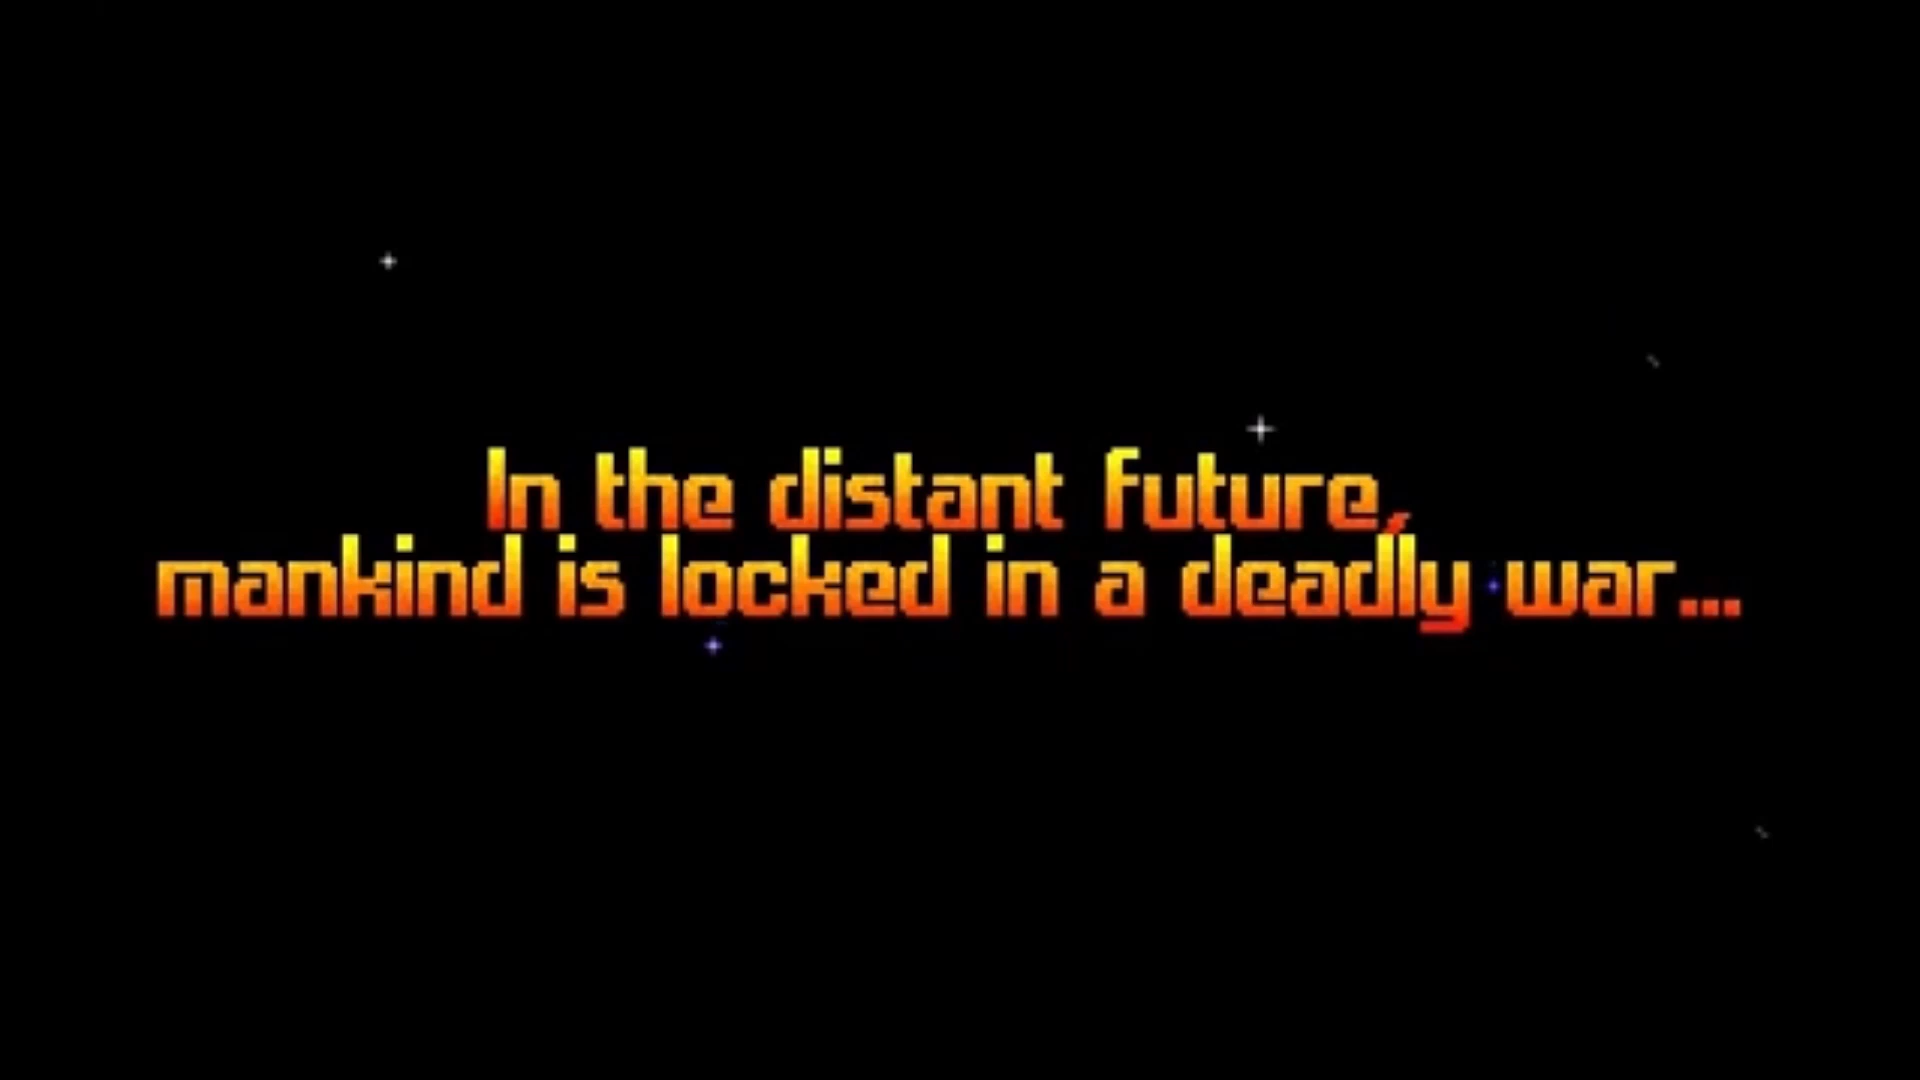 In the distant future,
mankind is locked in a deadly war...